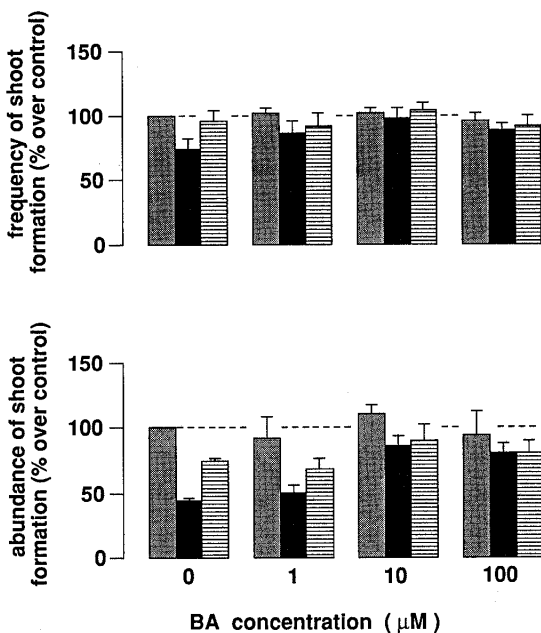 frequency of shoot
formation (% over control)
150
100
50
0
abundance of shoot
formation (% over control)
150
100
50
0
0 1 10 100
BA concentration (μM)